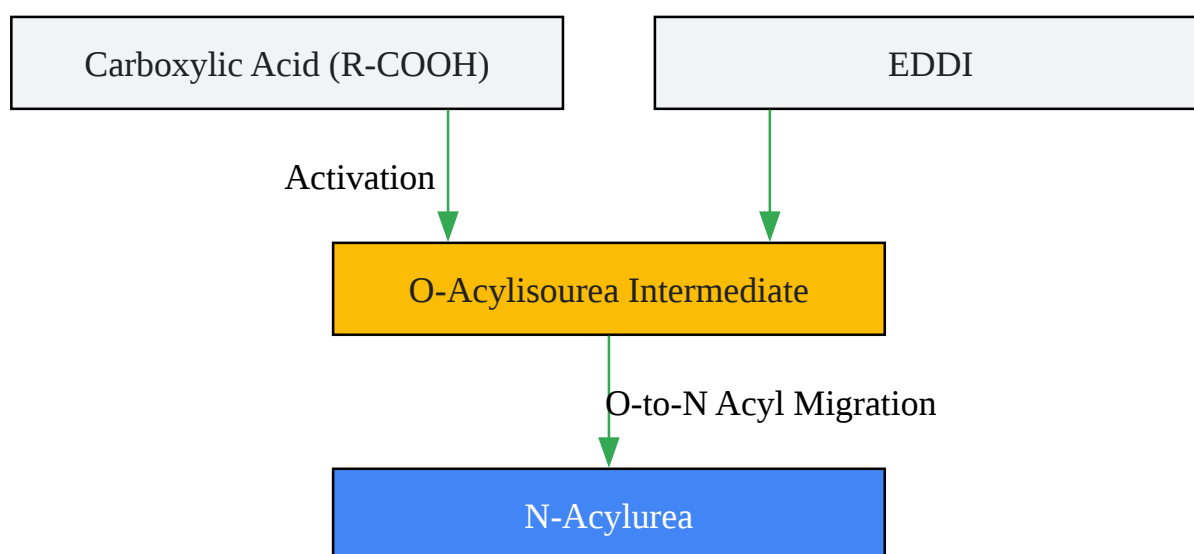 Carboxylic Acid (R-COOH)
EDDI
Activation
O-Acylisourea Intermediate
O-to-N Acyl Migration
N-Acylurea